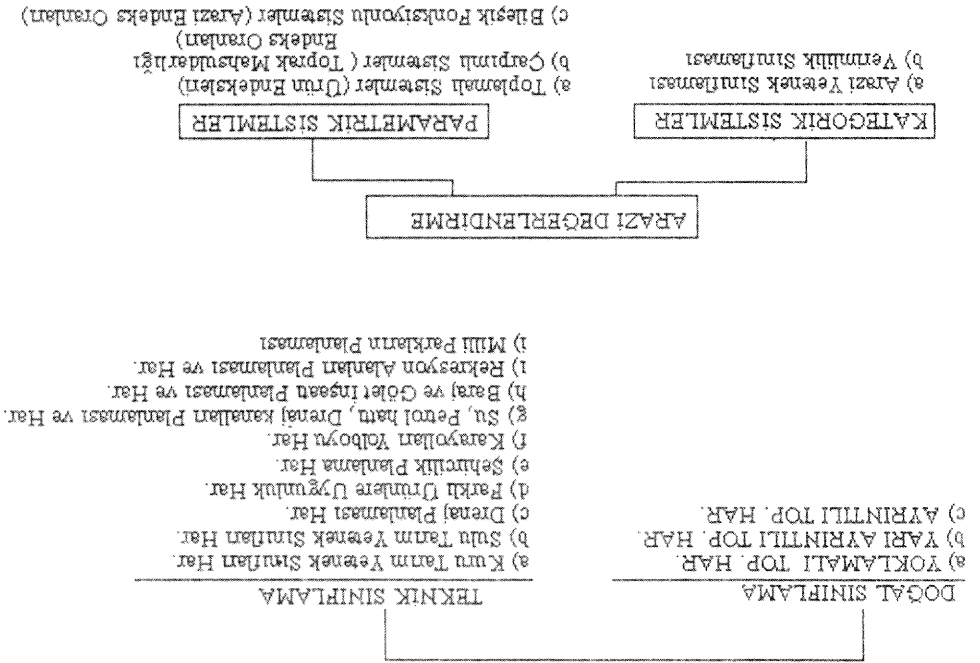 DOĞAL SINIFLAMA
a) YOKLAMALI TOP. HAR.
b) YARI AYRINTILI TOP. HAR.
c) AYRINTILI TOP. HAR.
TEKNİK SINIFLAMA
a) Kuru Tarım Yetenek Sınıfları Har.
b) Sulu Tarım Yetenek Sınıfları Har.
c) Drenaj Planlaması Har.
d) Farklı Ürünlere Uygunluk Har.
e) Şehircilik Planlama Har.
f) Karayolları Yolboyu Har.
g) Su, Petrol hattı, Drenaj kanalları Planlaması ve Har.
h) Baraj ve Gölet İnşaatı Planlaması ve Har.
ı) Rekresyon Alanları Planlaması ve Har.
i) Milli Parkların Planlaması
ARAZİ DEĞERLENDİRME
KATEGORİK SİSTEMLER
a) Arazi Yetenek Sınıflaması
b) Verimlilik Sınıflaması
PARAMETRİK SİSTEMLER
a) Toplamalı Sistemler (Ürün Endeksleri)
b) Çarpımlı Sistemler ( Toprak Mahsuldarlığı
Endeks Oranları)
c) Bileşik Fonksiyonlu Sistemler (Arazi Endeks Oranları)